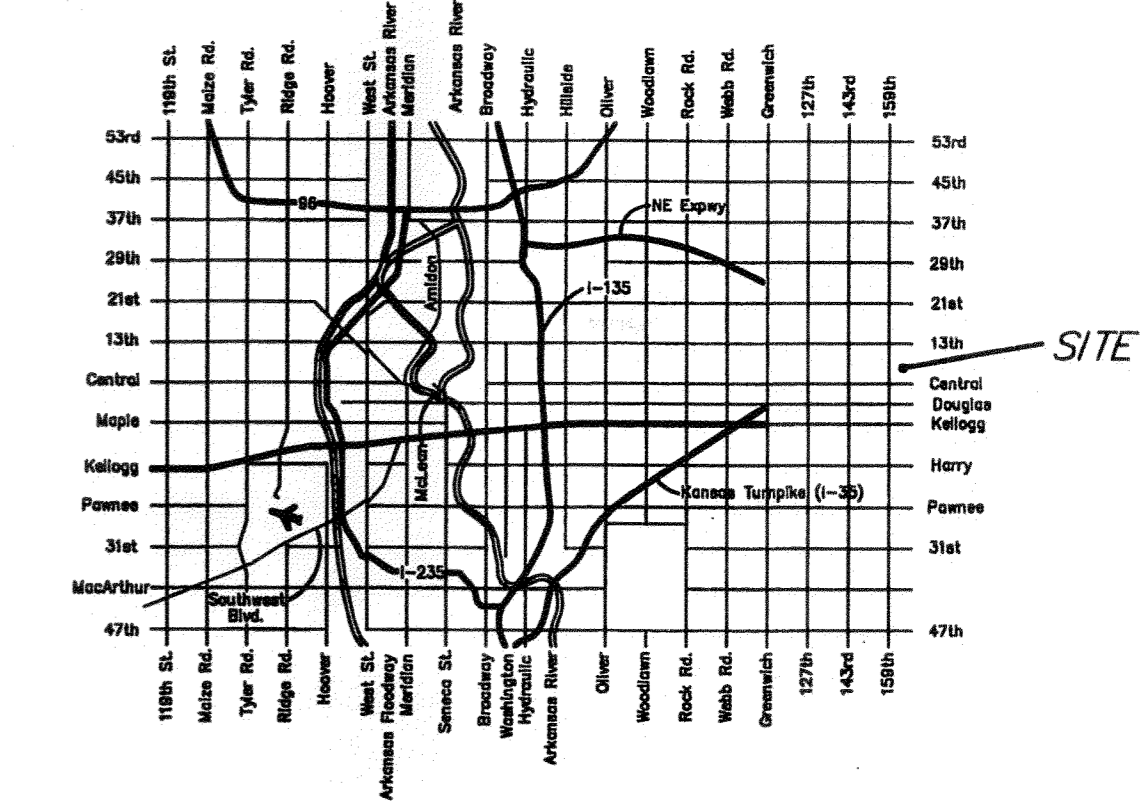 119th St.
Maize Rd.
Tyler Rd.
Ridge Rd.
Hoover
West St.
Arkansas River
Meridian
Arkansas River
Broadway
Hydraulic
Hillside
Oliver
Woodlawn
Rock Rd.
Webb Rd.
Greenwich
127th
143rd
159th
53rd
53rd
45th
45th
96
NE Expwy
37th
37th
29th
29th
Amidon
21st
I-135
21st
13th
13th
SITE
Central
Central
Douglas
Maple
Kellogg
Kellogg
Harry
McLean
Kansas Turnpike (I-35)
Pawnee
Pawnee
31st
31st
I-235
MacArthur
Southwest
Blvd.
47th
47th
119th St.
Maize Rd.
Tyler Rd.
Ridge Rd.
Hoover
West St.
Arkansas Floodway
Meridian
Seneca St.
Broadway
Washington
Hydraulic
Arkansas River
Oliver
Woodlawn
Rock Rd.
Webb Rd.
Greenwich
127th
143rd
159th